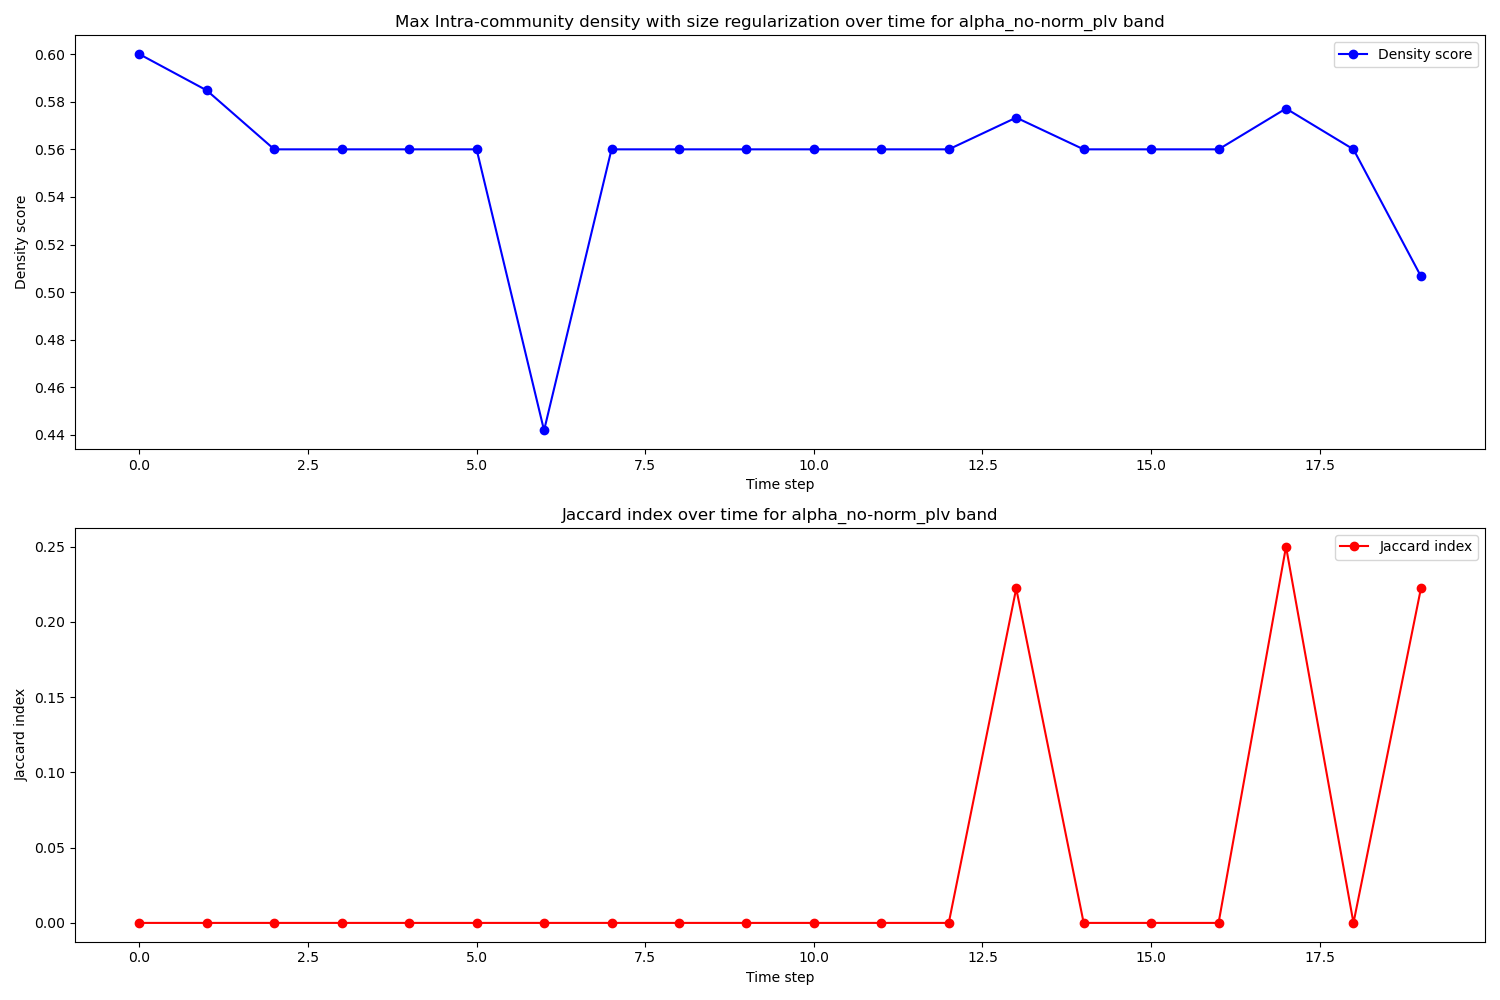 Max Intra-community density with size regularization over time for alpha_no-norm_plv band
Density score
0.60
0.58
0.56
0.54
0.52
0.50
0.48
0.46
0.44
Density score
0.0 2.5 5.0 7.5 10.0 12.5 15.0 17.5
Time step
Jaccard index over time for alpha_no-norm_plv band
Jaccard index
0.25
0.20
0.15
0.10
0.05
0.00
Jaccard index
0.0 2.5 5.0 7.5 10.0 12.5 15.0 17.5
Time step